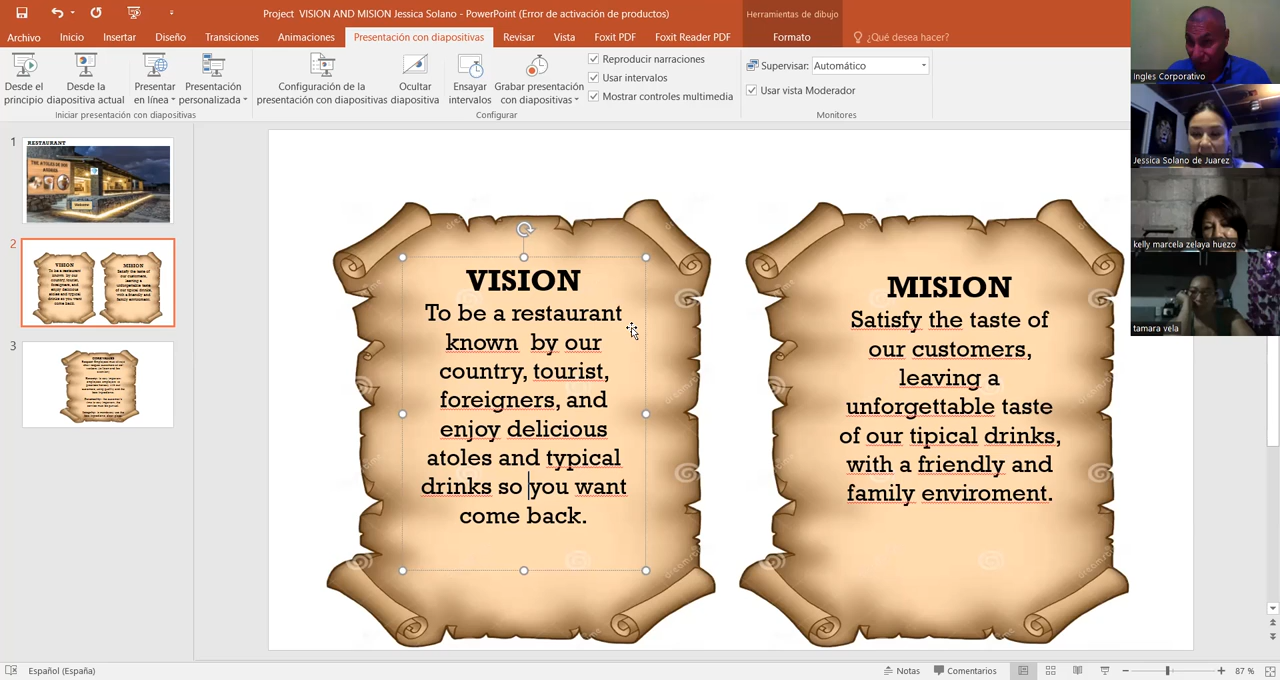 Project VISION AND MISION Jessica Solano - PowerPoint (Error de activación de productos)
Herramientas de dibujo
Archivo Inicio Insertar Diseño Transiciones Animaciones Presentación con diapositivas Revisar Vista Foxit PDF Foxit Reader PDF Formato ¿Qué desea hacer?
Desde el principio
Desde la diapositiva actual
Presentar en línea
Presentación personalizada
Iniciar presentación con diapositivas
Configuración de la presentación con diapositivas
Ocultar diapositiva
Ensayar intervalos
Grabar presentación con diapositivas
Reproducir narraciones
Usar intervalos
Mostrar controles multimedia
Configurar
Supervisar: Automático
Usar vista Moderador
Monitores
Ingles Corporativo
Jessica Solano de Juarez
kelly marcela zelaya huezo
tamara vela
1
RESTAURANT
2
3
VISION
To be a restaurant
known by our
country, tourist,
foreigners, and
enjoy delicious
atoles and typical
drinks so you want
come back.
MISION
Satisfy the taste of
our customers,
leaving a
unforgettable taste
of our tipical drinks,
with a friendly and
family enviroment.
Español (España)
Notas
Comentarios
87 %